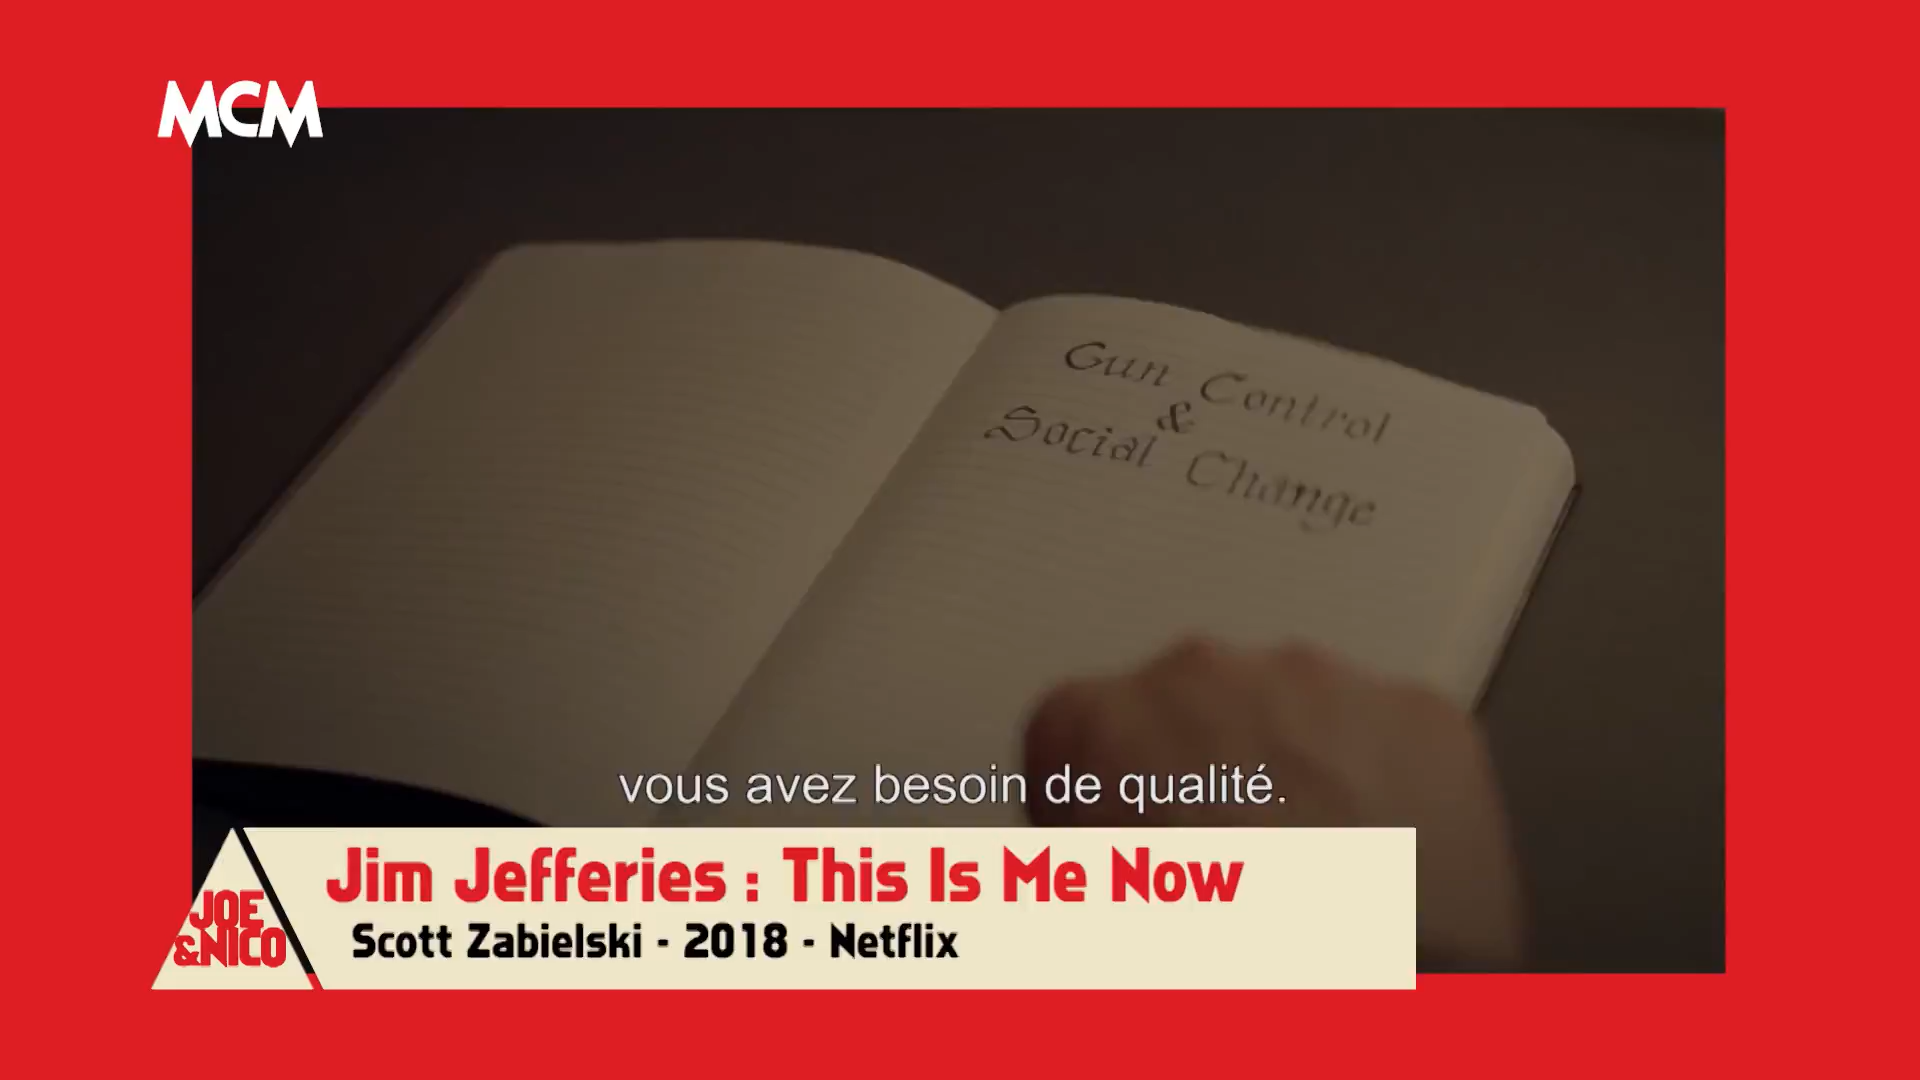 MCM
Gun Control
&
Social Change
vous avez besoin de qualité.
Jim Jefferies : This Is Me Now
JOE
&NICO
Scott Zabielski - 2018 - Netflix